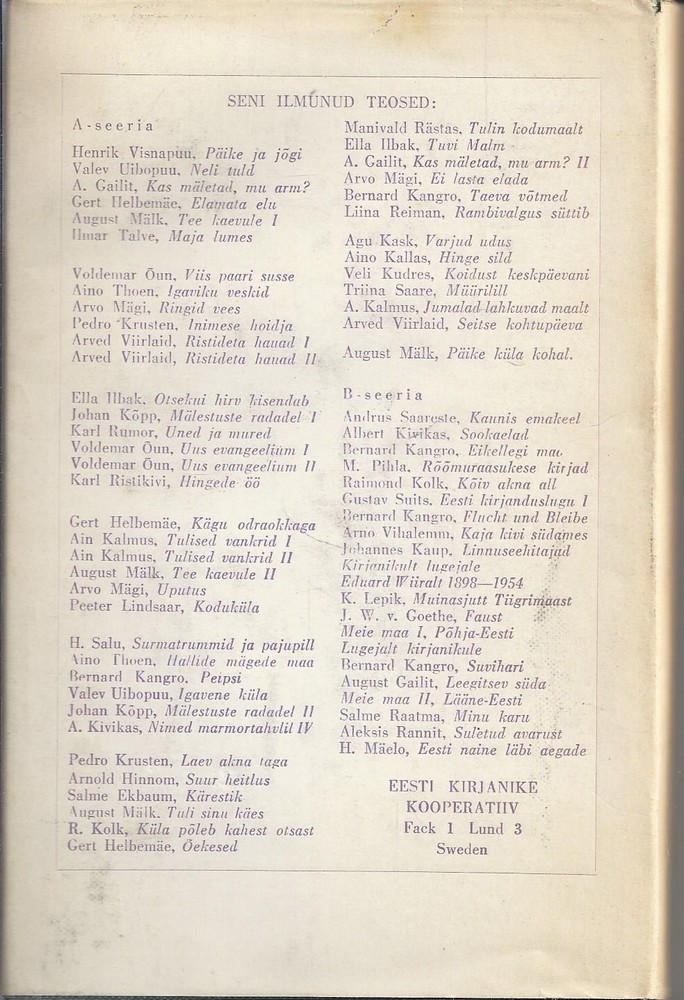 SENI ILMUNUD TEOSED:
A-seeria
Henrik Visnapuu, Päike ja jõgi
Valev Uibopuu, Neli tuld
A. Gailit, Kas mäletad, mu arm?
Gert Helbemäe, Elamata elu
August Mälk, Tee kaevule I
Ilmar Talve, Maja lumes
Voldemar Õun, Viis paari susse
Aino Thoen, Igaviku veskid
Arvo Mägi, Ringid vees
Pedro Krusten, Inimese hoidja
Arved Viirlaid, Ristideta hauad I
Arved Viirlaid, Ristideta hauad II
Ella Ilbak, Otsekui hirv kisendab
Johan Kõpp, Mälestuste radadel I
Karl Rumor, Uned ja mured
Voldemar Õun, Uus evangeelium I
Voldemar Õun, Uus evangeelium II
Karl Ristikivi, Hingede öö
Gert Helbemäe, Kägu odraokkaga
Ain Kalmus, Tulised vankrid I
Ain Kalmus, Tulised vankrid II
August Mälk, Tee kaevule II
Arvo Mägi, Uputus
Peeter Lindsaar, Koduküla
H. Salu, Surmatrummid ja pajupill
Aino Thoen, Hallide mägede maa
Bernard Kangro, Peipsi
Valev Uibopuu, Igavene küla
Johan Kõpp, Mälestuste radadel II
A. Kivikas, Nimed marmortahvlil IV
Pedro Krusten, Laev akna taga
Arnold Hinnom, Suur heitlus
Salme Ekbaum, Kärestik
August Mälk, Tuli sinu käes
R. Kolk, Küla põleb kahest otsast
Gert Helbemäe, Õekesed
Manivald Rästas, Tulin kodumaalt
Ella Ilbak, Tuvi Malm
A. Gailit, Kas mäletad, mu arm? II
Arvo Mägi, Ei lasta elada
Bernard Kangro, Taeva võtmed
Liina Reiman, Rambivalgus süttib
Agu Kask, Varjud udus
Aino Kallas, Hinge sild
Veli Kudres, Koidust keskpäevani
Triina Saare, Müürilill
A. Kalmus, Jumalad lahkuvad maalt
Arved Viirlaid, Seitse kohtupäeva
August Mälk, Päike küla kohal.
B-seeria
Andrus Saareste, Kaunis emakeel
Albert Kivikas, Sookaelad
Bernard Kangro, Eikellegi maa
M. Pihla, Rõõmuraasukese kirjad
Raimond Kolk, Kõiv akna all
Gustav Suits, Eesti kirjanduslugu I
Bernard Kangro, Flucht und Bleibe
Arno Vihalemm, Kaja kivi südames
Johannes Kaup, Linnuseehitajad
Kirjanikult lugejale
Eduard Wiiralt 1898—1954
K. Lepik, Muinasjutt Tiigrimaast
J. W. v. Goethe, Faust
Meie maa I, Põhja-Eesti
Lugejalt kirjanikule
Bernard Kangro, Suvihari
August Gailit, Leegitsev süda
Meie maa II, Lääne-Eesti
Salme Raatma, Minu karu
Aleksis Rannit, Suletud avarust
H. Mäelo, Eesti naine läbi aegade
EESTI KIRJANIKE
KOOPERATIIV
Fack 1 Lund 3
Sweden